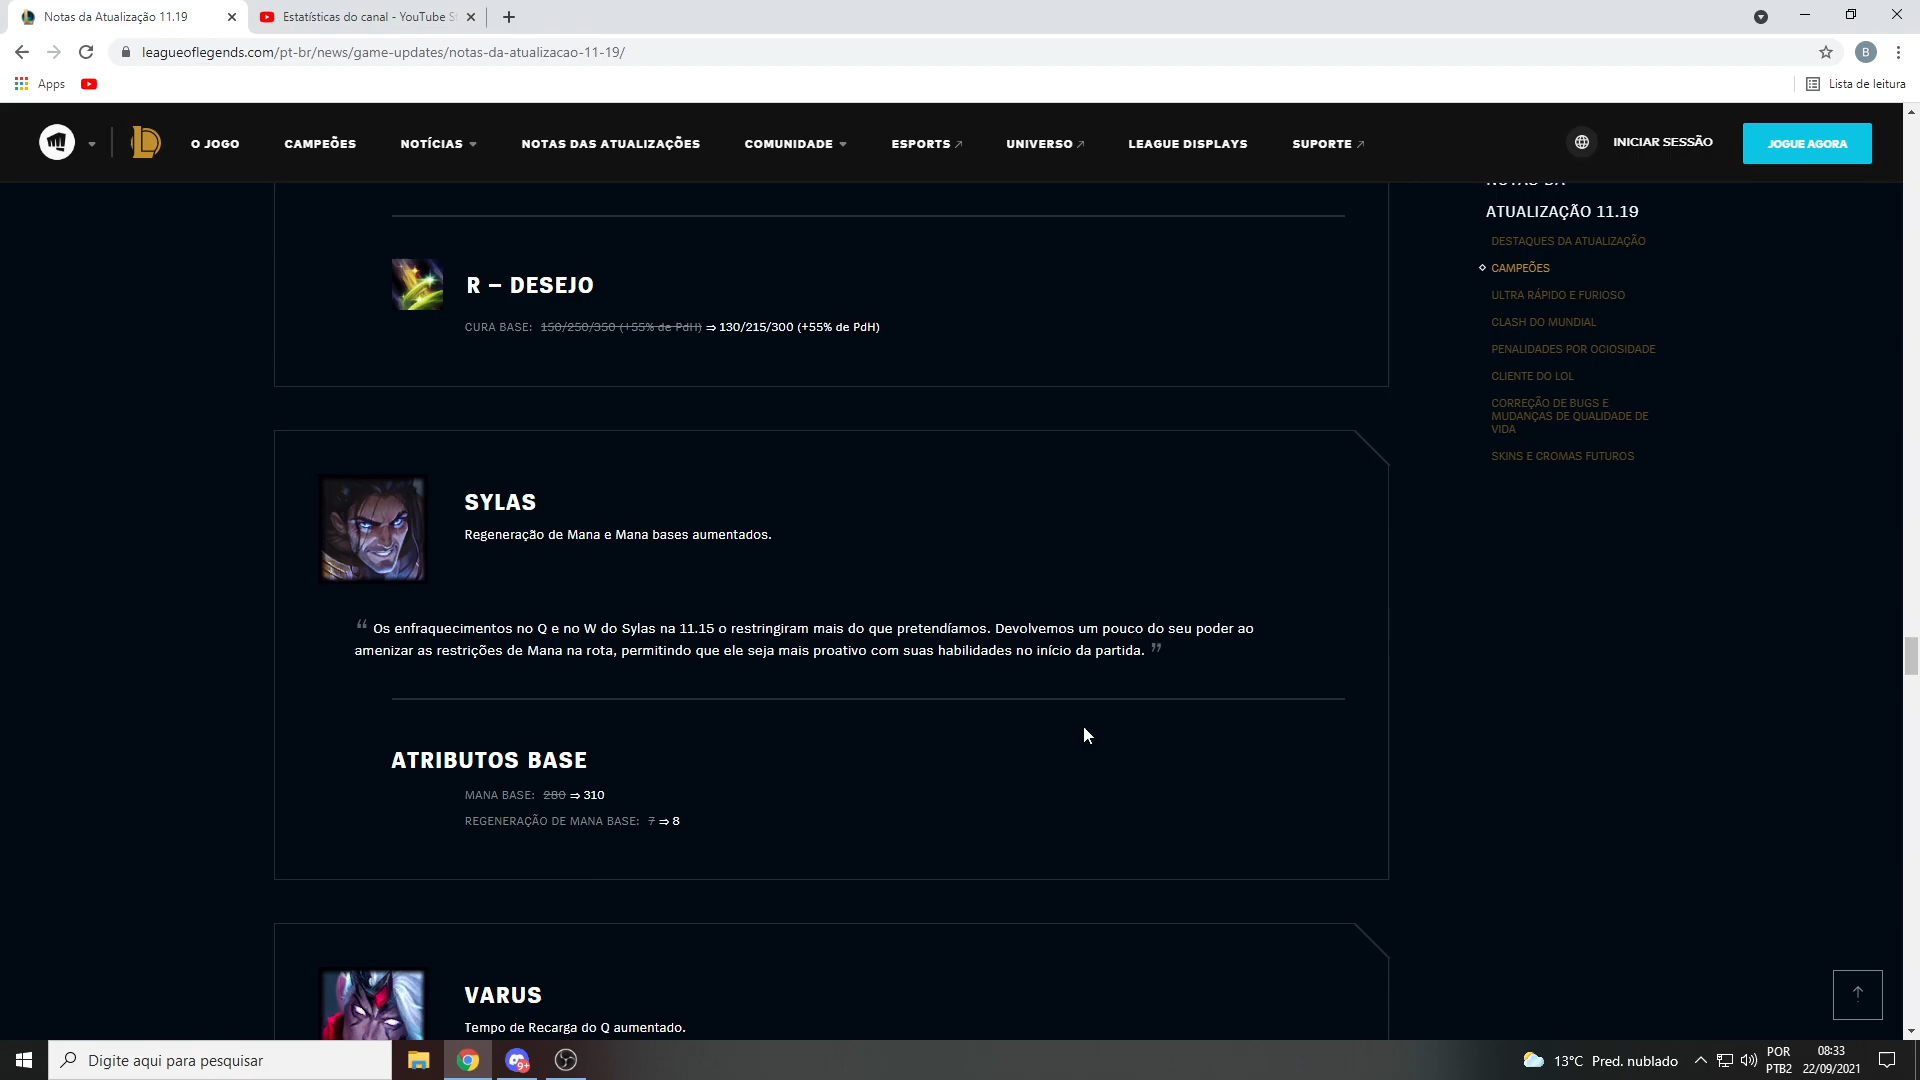 Notas da Atualização 11.19
Estatísticas do canal - YouTube S
leagueoflegends.com/pt-br/news/game-updates/notas-da-atualizacao-11-19/
B
Apps
Lista de leitura
O JOGO
CAMPEÕES
NOTÍCIAS
NOTAS DAS ATUALIZAÇÕES
COMUNIDADE
ESPORTS
UNIVERSO
LEAGUE DISPLAYS
SUPORTE
INICIAR SESSÃO
JOGUE AGORA
NOTAS DA
ATUALIZAÇÃO 11.19
DESTAQUES DA ATUALIZAÇÃO
CAMPEÕES
ULTRA RÁPIDO E FURIOSO
CLASH DO MUNDIAL
PENALIDADES POR OCIOSIDADE
CLIENTE DO LOL
CORREÇÃO DE BUGS E
MUDANÇAS DE QUALIDADE DE
VIDA
SKINS E CROMAS FUTUROS
R – DESEJO
CURA BASE: 150/250/350 (+55% de PdH) ⇒ 130/215/300 (+55% de PdH)
SYLAS
Regeneração de Mana e Mana bases aumentados.
“ Os enfraquecimentos no Q e no W do Sylas na 11.15 o restringiram mais do que pretendíamos. Devolvemos um pouco do seu poder ao
amenizar as restrições de Mana na rota, permitindo que ele seja mais proativo com suas habilidades no início da partida. ”
ATRIBUTOS BASE
MANA BASE: 280 ⇒ 310
REGENERAÇÃO DE MANA BASE: 7 ⇒ 8
VARUS
Tempo de Recarga do Q aumentado.
Digite aqui para pesquisar
9+
13°C Pred. nublado
POR
PTB2
08:33
22/09/2021